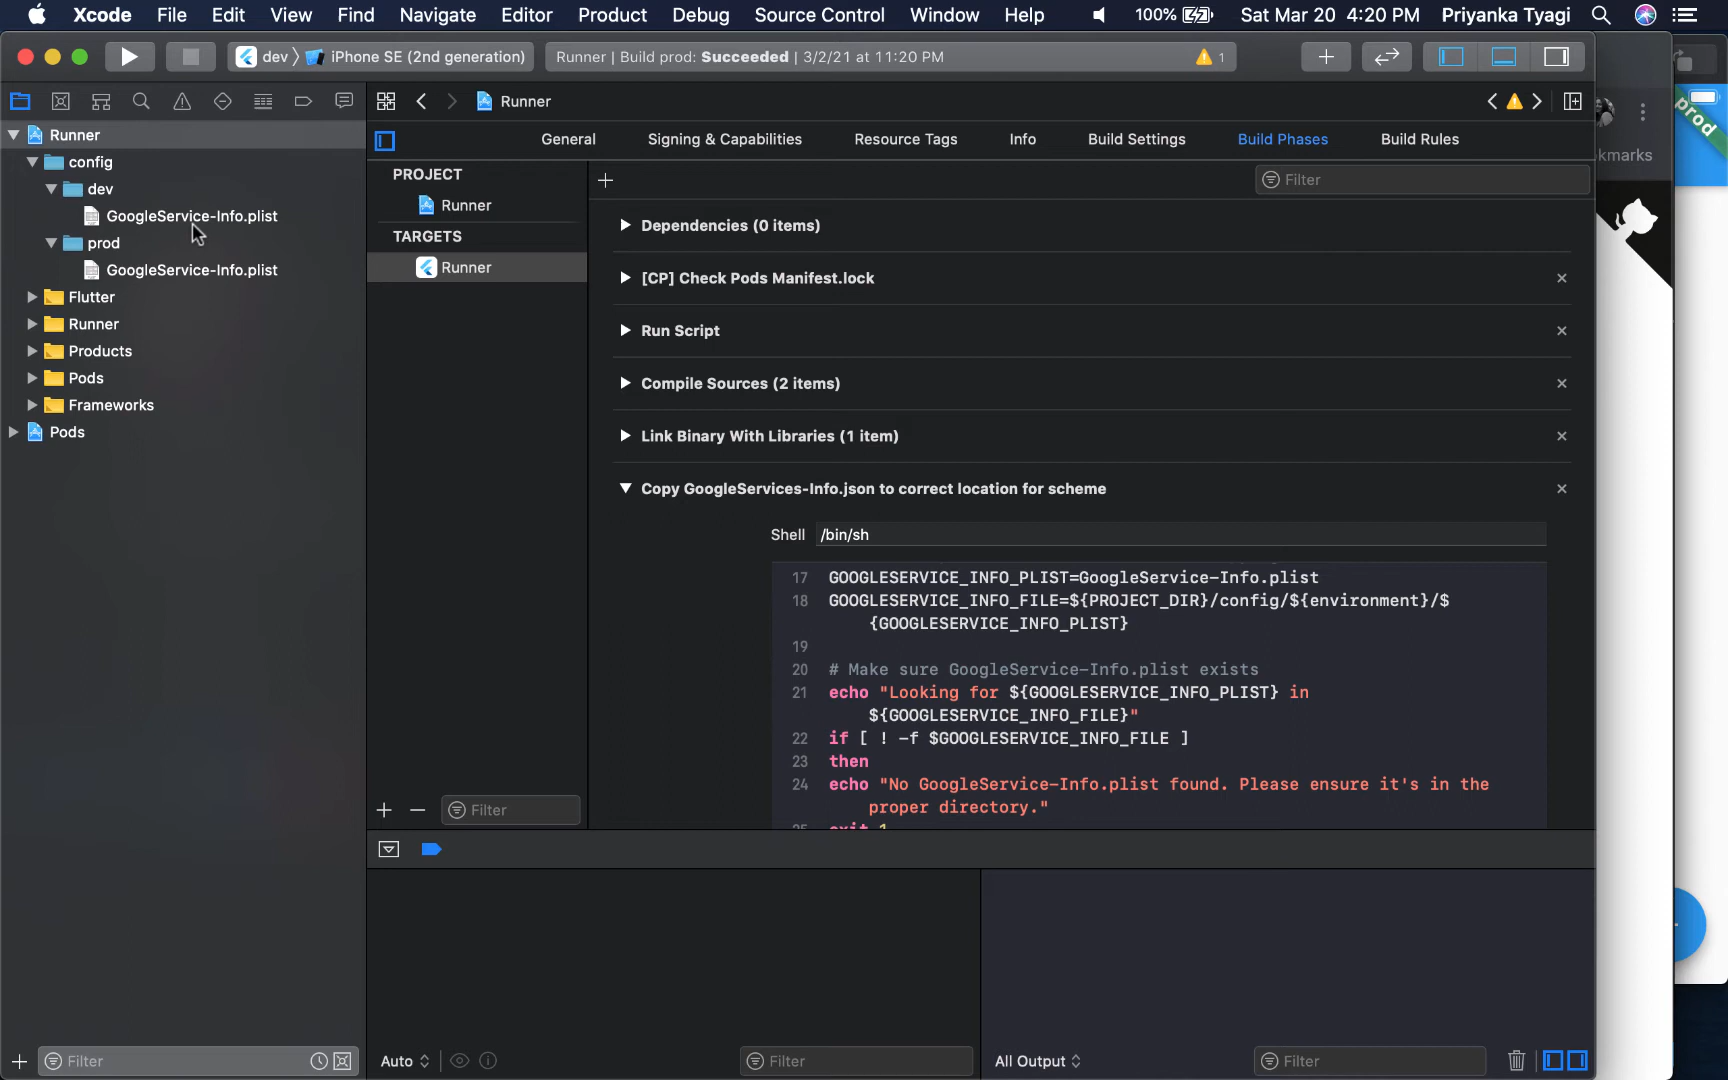 Xcode File Edit View Find Navigate Editor Product Debug Source Control Window Help 100% Sat Mar 20 4:20 PM Priyanka Tyagi
dev iPhone SE (2nd generation) Runner | Build prod: Succeeded | 3/2/21 at 11:20 PM 1
Runner
prod
kmarks
Runner
config
dev
GoogleService-Info.plist
prod
GoogleService-Info.plist
Flutter
Runner
Products
Pods
Frameworks
Pods
General Signing & Capabilities Resource Tags Info Build Settings Build Phases Build Rules
PROJECT
Runner
TARGETS
Runner
Filter
Filter
Dependencies (0 items)
[CP] Check Pods Manifest.lock
Run Script
Compile Sources (2 items)
Link Binary With Libraries (1 item)
Copy GoogleServices-Info.json to correct location for scheme
Shell /bin/sh
17 GOOGLESERVICE_INFO_PLIST=GoogleService-Info.plist
18 GOOGLESERVICE_INFO_FILE=${PROJECT_DIR}/config/${environment}/$
{GOOGLESERVICE_INFO_PLIST}
19
20 # Make sure GoogleService-Info.plist exists
21 echo "Looking for ${GOOGLESERVICE_INFO_PLIST} in
${GOOGLESERVICE_INFO_FILE}"
22 if [ ! -f $GOOGLESERVICE_INFO_FILE ]
23 then
24 echo "No GoogleService-Info.plist found. Please ensure it's in the
proper directory."
25 exit 1
Filter Auto Filter All Output Filter